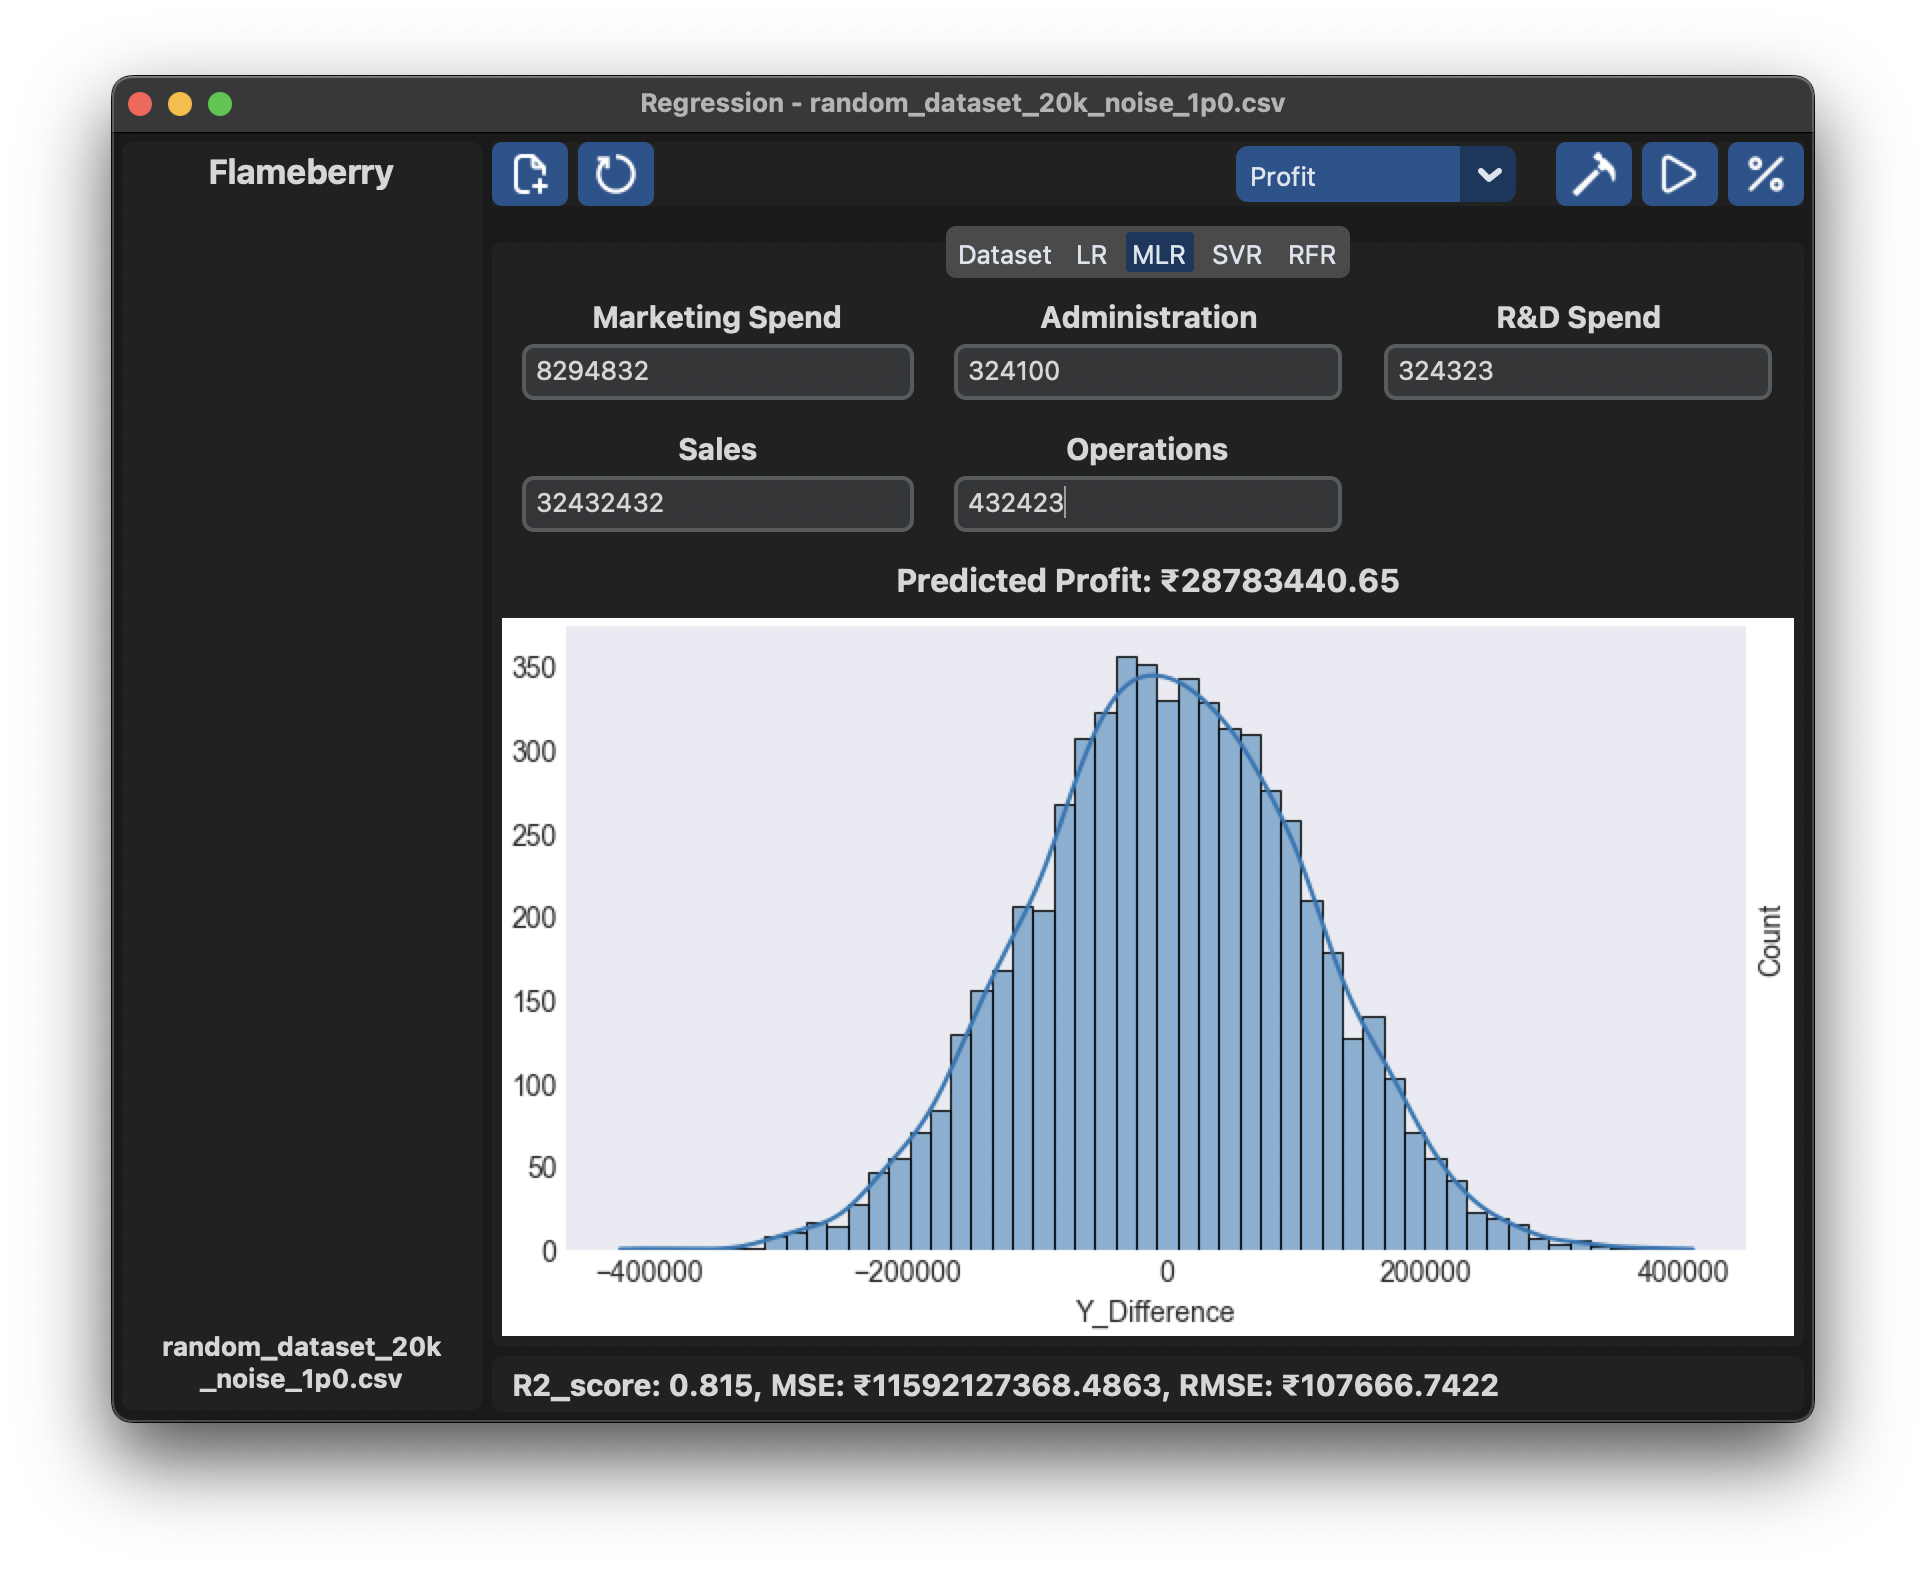 Regression - random_dataset_20k_noise_1p0.csv
Flameberry
Profit
Dataset LR MLR SVR RFR
Marketing Spend Administration R&D Spend
8294832 324100 324323
Sales Operations
32432432 432423
Predicted Profit: ₹28783440.65
350
300
250
200
150
100
50
0
Count
−400000 −200000 0 200000 400000
Y_Difference
random_dataset_20k
_noise_1p0.csv
R2_score: 0.815, MSE: ₹11592127368.4863, RMSE: ₹107666.7422